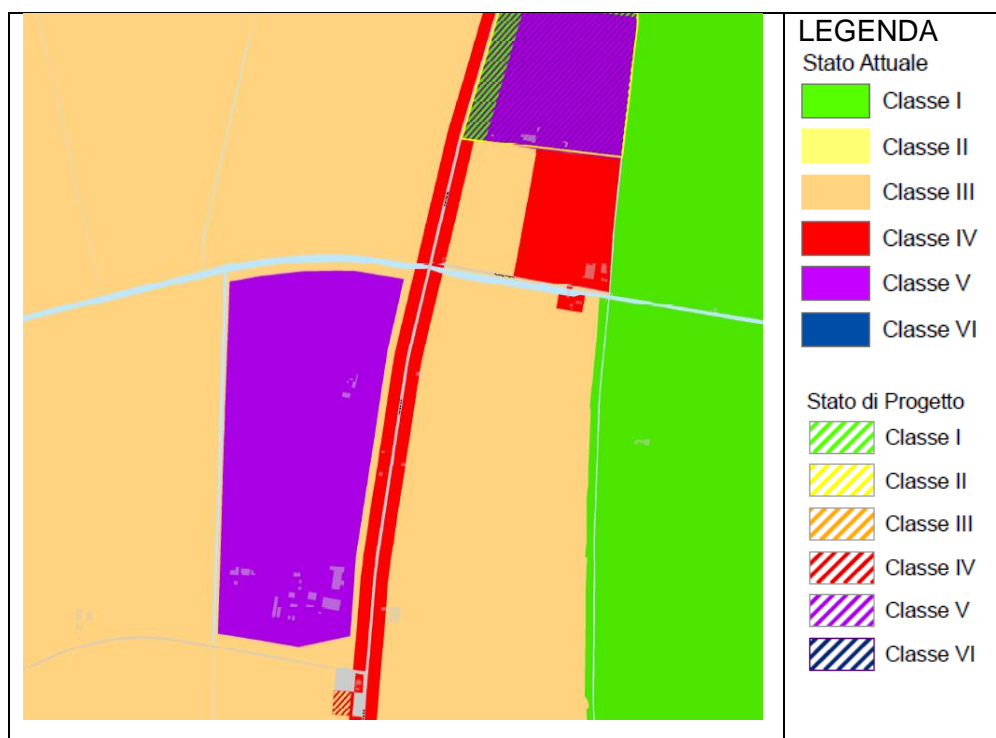 LEGENDA
Stato Attuale
Classe I
Classe II
Classe III
Classe IV
Classe V
Classe VI
Stato di Progetto
Classe I
Classe II
Classe III
Classe IV
Classe V
Classe VI